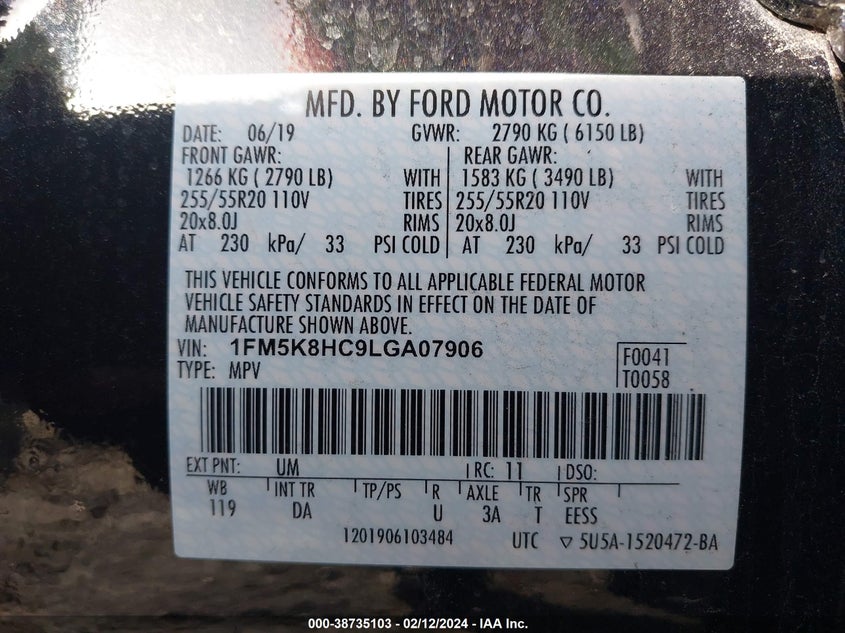 MFD. BY FORD MOTOR CO.
DATE: 06/19 GVWR: 2790 KG ( 6150 LB)
FRONT GAWR: REAR GAWR:
1266 KG ( 2790 LB) WITH 1583 KG ( 3490 LB) WITH
255/55R20 110V TIRES 255/55R20 110V TIRES
20x8.0J RIMS 20x8.0J RIMS
AT 230 kPa/ 33 PSI COLD AT 230 kPa/ 33 PSI COLD
THIS VEHICLE CONFORMS TO ALL APPLICABLE FEDERAL MOTOR
VEHICLE SAFETY STANDARDS IN EFFECT ON THE DATE OF
MANUFACTURE SHOWN ABOVE.
VIN: 1FM5K8HC9LGA07906 F0041
TYPE: MPV T0058
EXT PNT: UM RC: 11 DSO:
WB INT TR TP/PS R AXLE TR SPR
119 DA U 3A T EESS
1201906103484 UTC ▽ 5U5A-1520472-BA
000-38735103 - 02/12/2024 - IAA Inc.